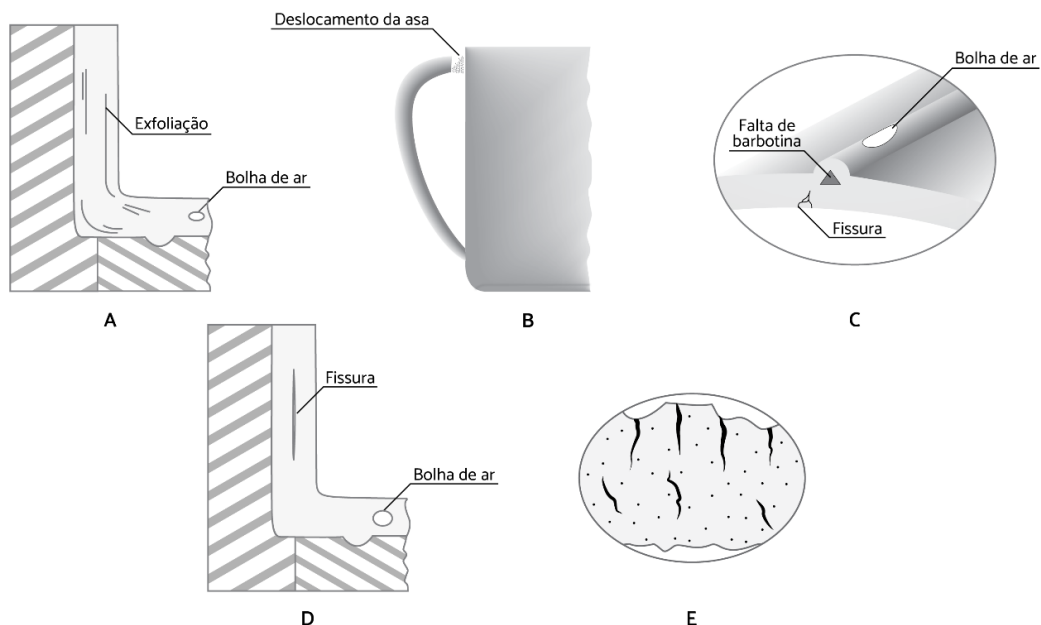 Deslocamento da asa
Exfoliação
Bolha de ar
Bolha de ar
Falta de
barbotina
Fissura
A
B
C
Fissura
Bolha de ar
D
E